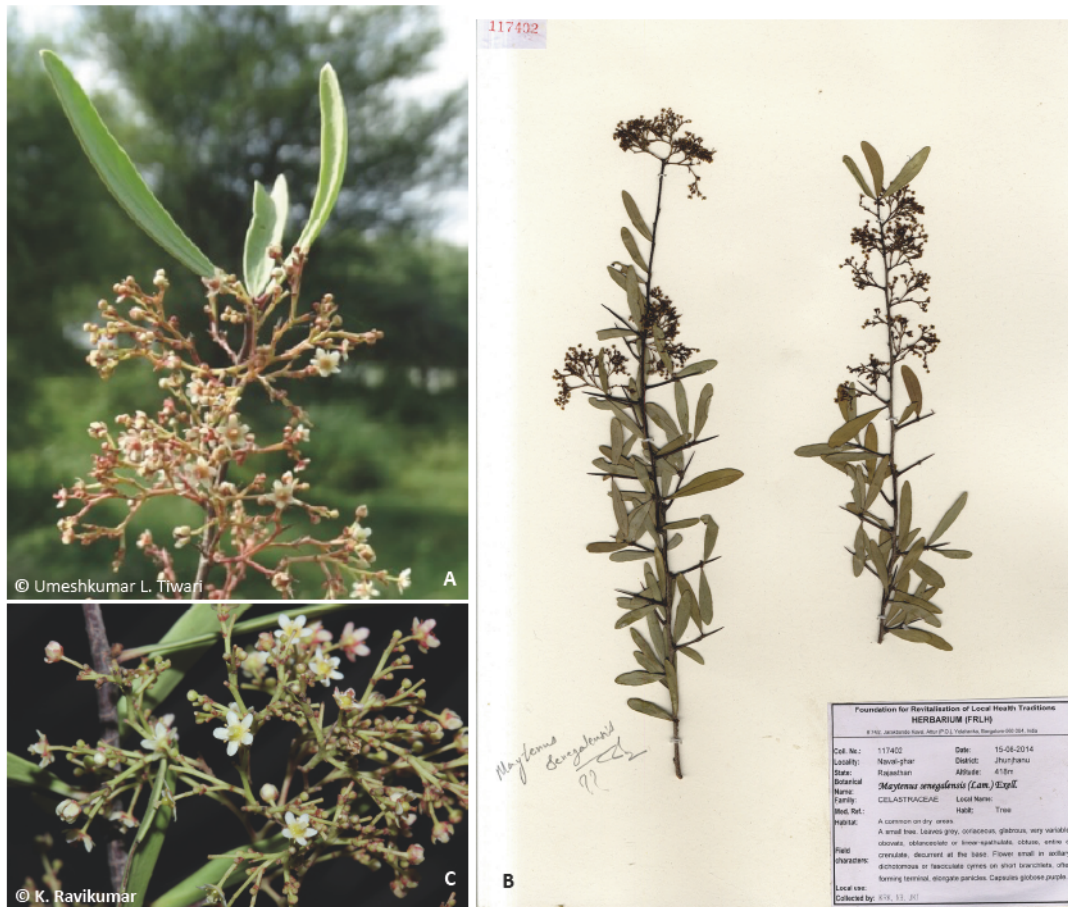 117402
© Umeshkumar L. Tiwari
A
© K. Ravikumar
C
B
Maytenus
senegalensis
??
Foundation for Revitalisation of Local Health Traditions
HERBARIUM (FRLH)
Bangalore India
Coll. No.: 117402 Date: 15-06-2014
Locality: Naval-ghar District: Jhunjhanu
State: Rajasthan Altitude: 418m
Botanical
Name: Maytenus senegalensis (Lam.) Exell.
Family: CELASTRACEAE Local Name:
Med. Ref.: Habit: Tree
Habitat: A common on dry areas
A small tree. Leaves grey, coriaceous, glabrous, very variable
obovate, oblanceolate or linear-spathulate, obtuse, entire
Field
characters: crenulate, decurrent at the base. Flower small in axillary
dichotomous or fasciculate cymes on short branchlets,
forming terminal, elongate panicles. Capsules globose,purple.
Local use:
Collected by: